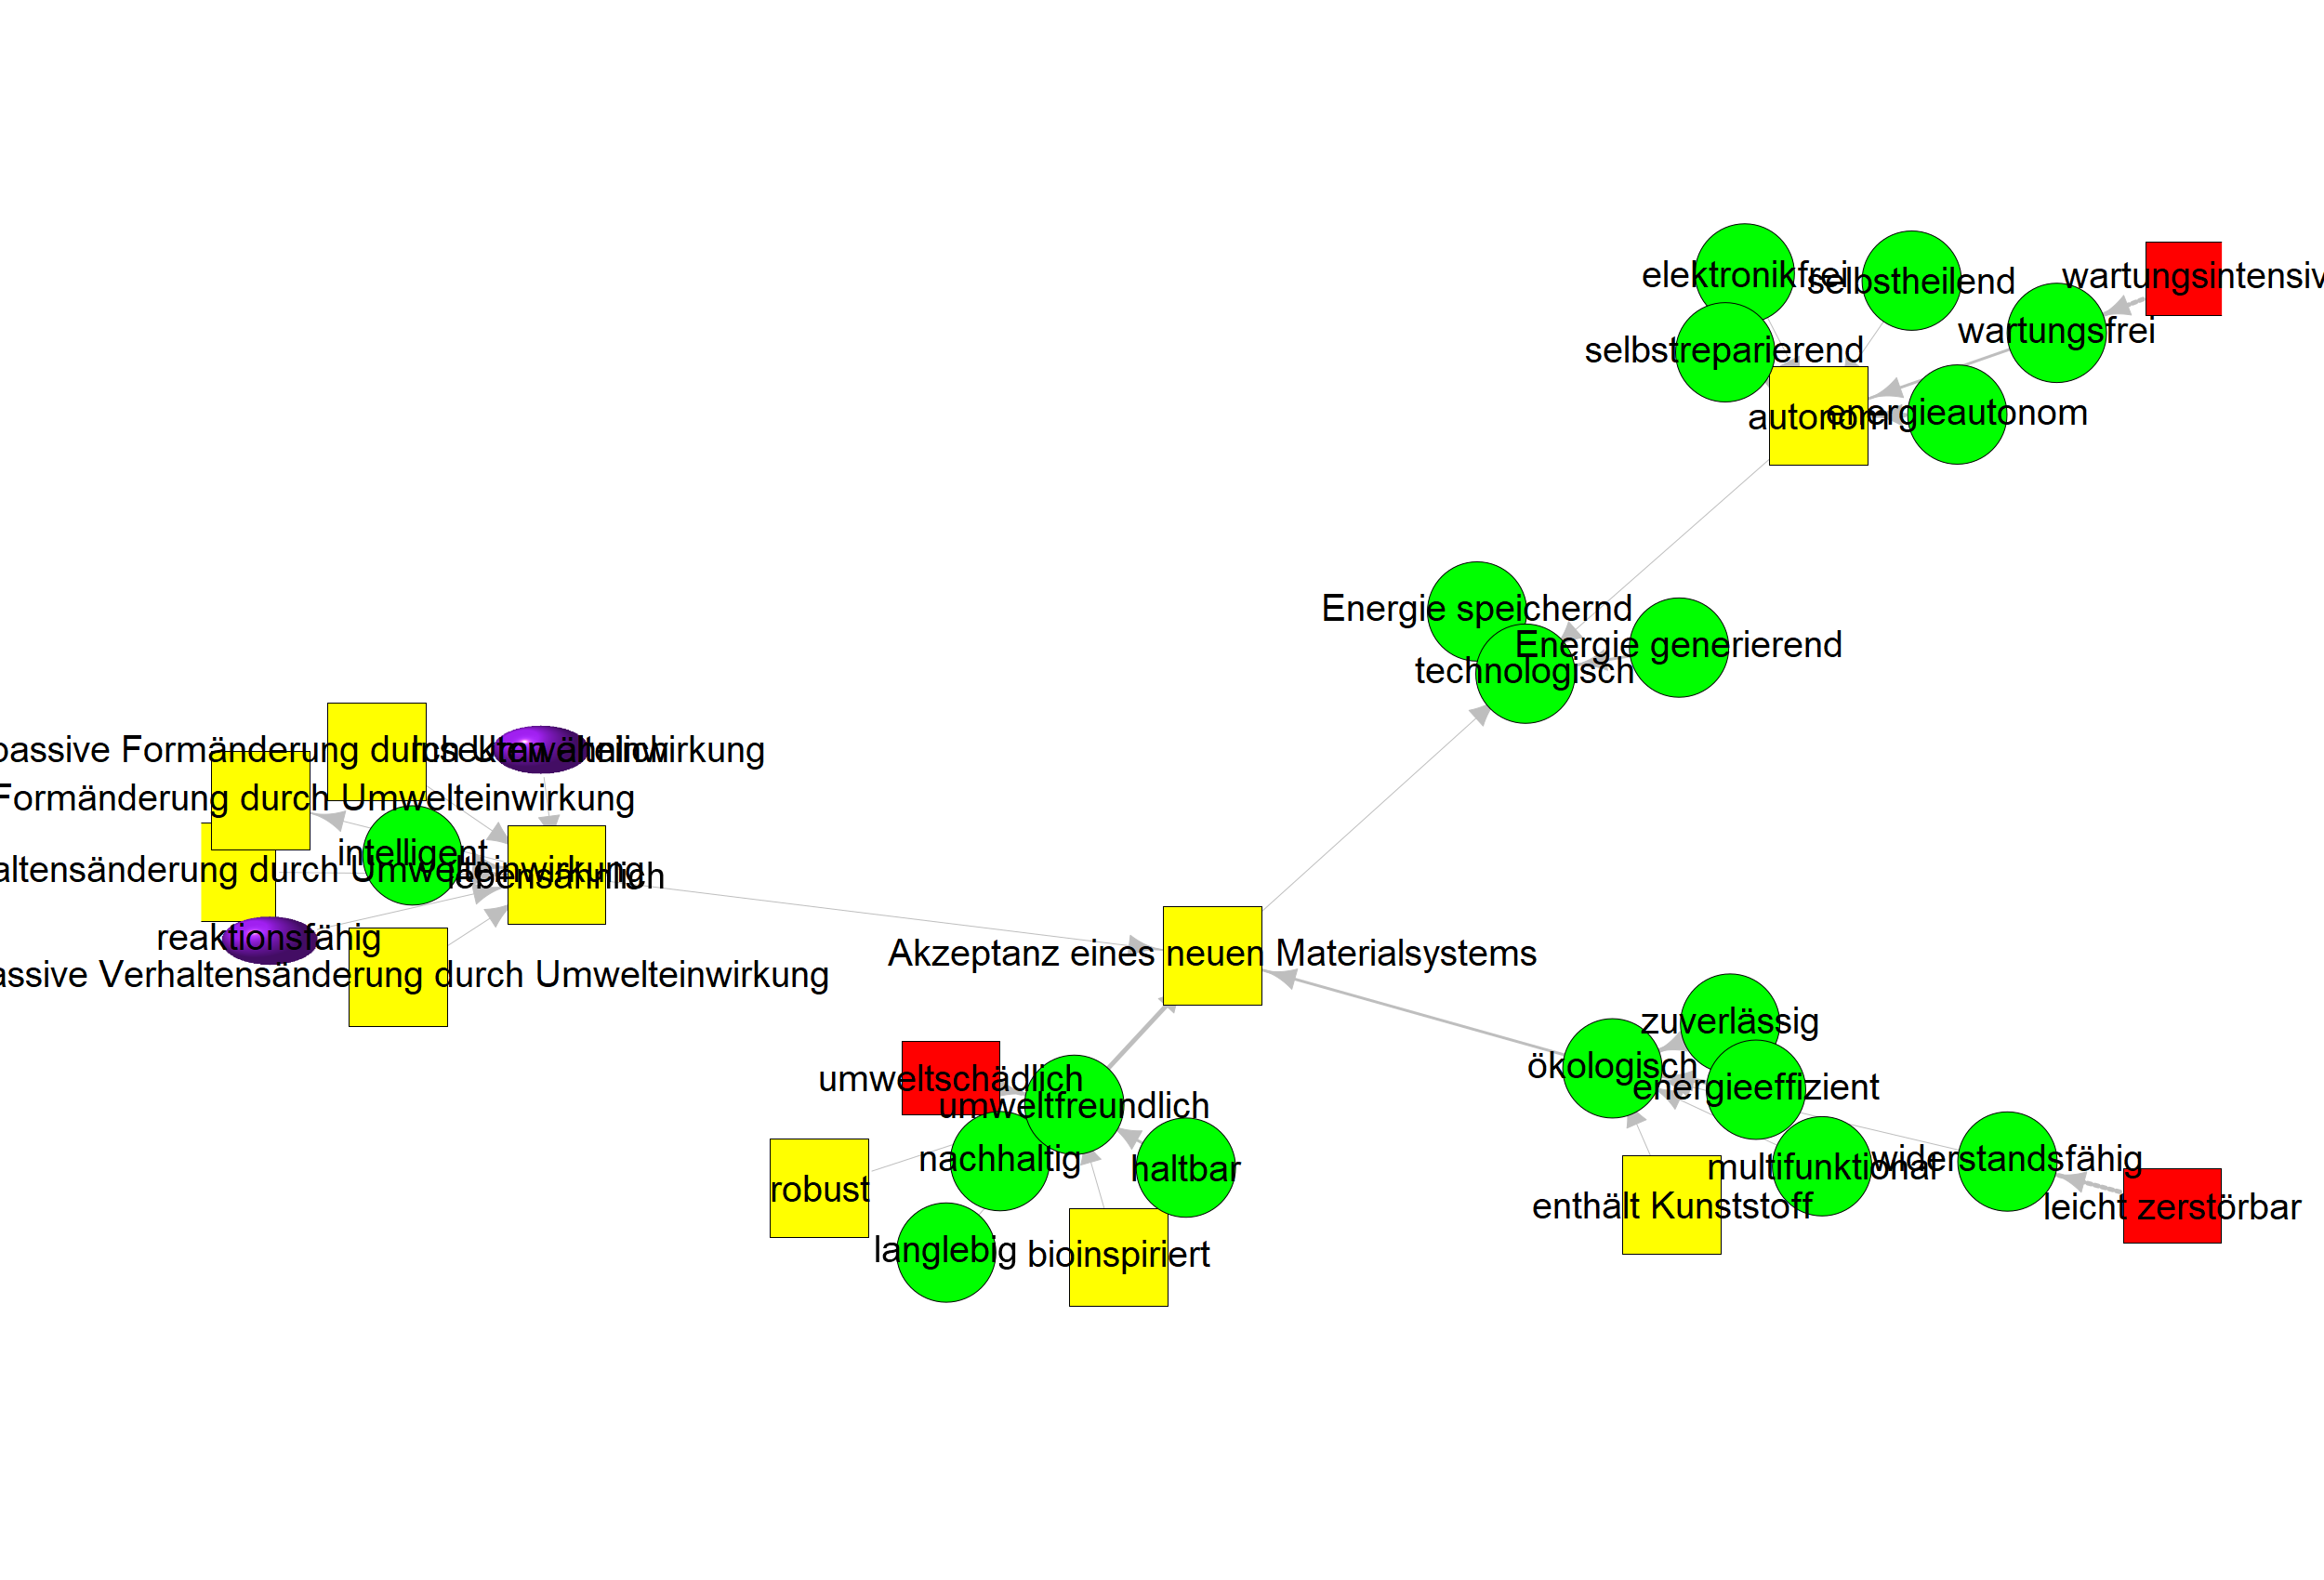 elektronikfrei
selbstheilend
wartungsintensiv
wartungsfrei
selbstreparierend
autonom
energieautonom
Energie speichernd
Energie generierend
technologisch
passive Formänderung durch Umwelteinwirkung
Insekten ähnlich
Formänderung durch Umwelteinwirkung
intelligent
altensänderung durch Umwelteinwirkung
lebensähnlich
reaktionsfähig
assive Verhaltensänderung durch Umwelteinwirkung
Akzeptanz eines neuen Materialsystems
zuverlässig
ökologisch
energieeffizient
umweltschädlich
umweltfreundlich
nachhaltig
haltbar
multifunktional
widerstandsfähig
robust
enthält Kunststoff
leicht zerstörbar
langlebig
bioinspiriert